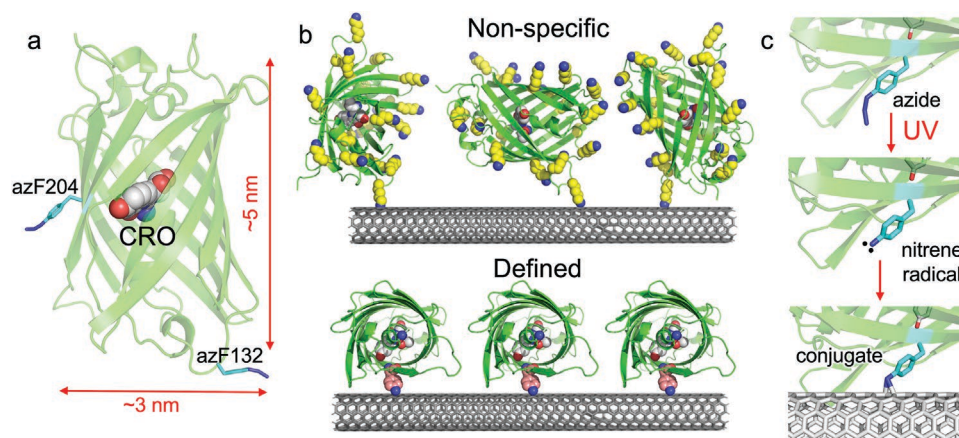 a
azF204
CRO
azF132
~5 nm
~3 nm
b
Non-specific
Defined
c
azide
UV
nitrene
radical
conjugate